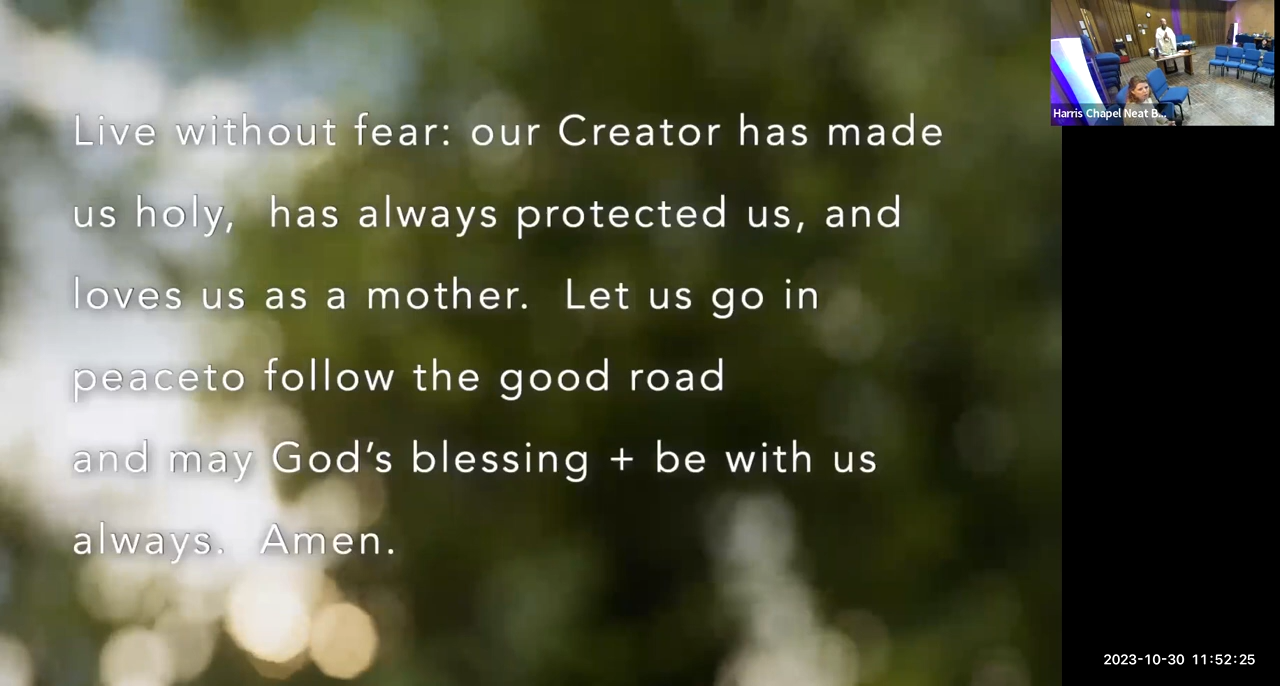 Live without fear: our Creator has made
us holy,  has always protected us, and
loves us as a mother.  Let us go in
peaceto follow the good road
and may God’s blessing + be with us
always.  Amen.
Harris Chapel Neat B...
2023-10-30 11:52:25